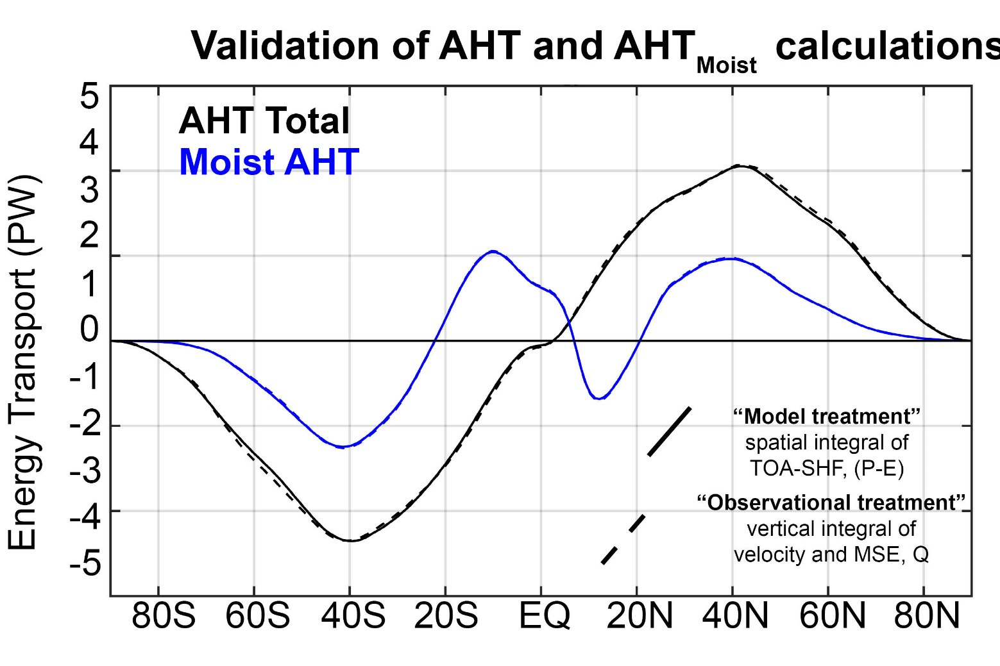 Validation of AHT and AHT Moist calculations
5
AHT Total
4
Moist AHT
3
2
1
0
-1
-2
-3
-4
-5
Energy Transport (PW)
“Model treatment”
spatial integral of
TOA-SHF, (P-E)
“Observational treatment”
vertical integral of
velocity and MSE, Q
80S 60S 40S 20S EQ 20N 40N 60N 80N